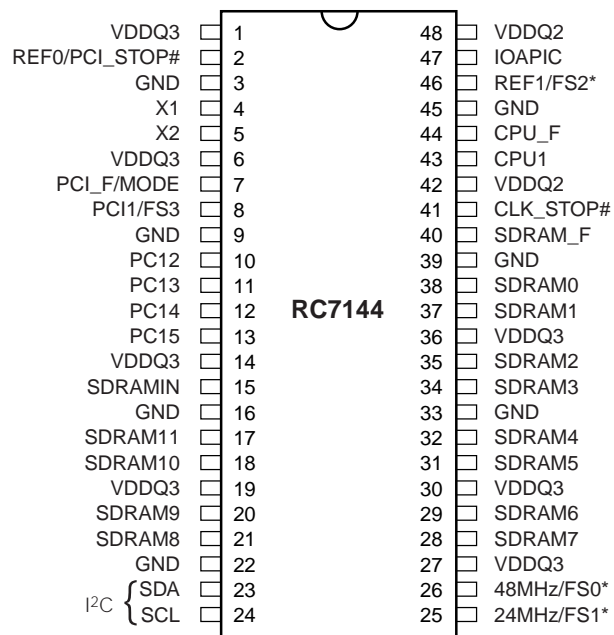 VDDQ3 1 48 VDDQ2
REF0/PCI_STOP# 2 47 IOAPIC
GND 3 46 REF1/FS2*
X1 4 45 GND
X2 5 44 CPU_F
VDDQ3 6 43 CPU1
PCI_F/MODE 7 42 VDDQ2
PCI1/FS3 8 41 CLK_STOP#
GND 9 40 SDRAM_F
PC12 10 39 GND
PC13 11 38 SDRAM0
PC14 12 RC7144 37 SDRAM1
PC15 13 36 VDDQ3
VDDQ3 14 35 SDRAM2
SDRAMIN 15 34 SDRAM3
GND 16 33 GND
SDRAM11 17 32 SDRAM4
SDRAM10 18 31 SDRAM5
VDDQ3 19 30 VDDQ3
SDRAM9 20 29 SDRAM6
SDRAM8 21 28 SDRAM7
GND 22 27 VDDQ3
I²C { SDA 23 26 48MHz/FS0*
SCL 24 25 24MHz/FS1*